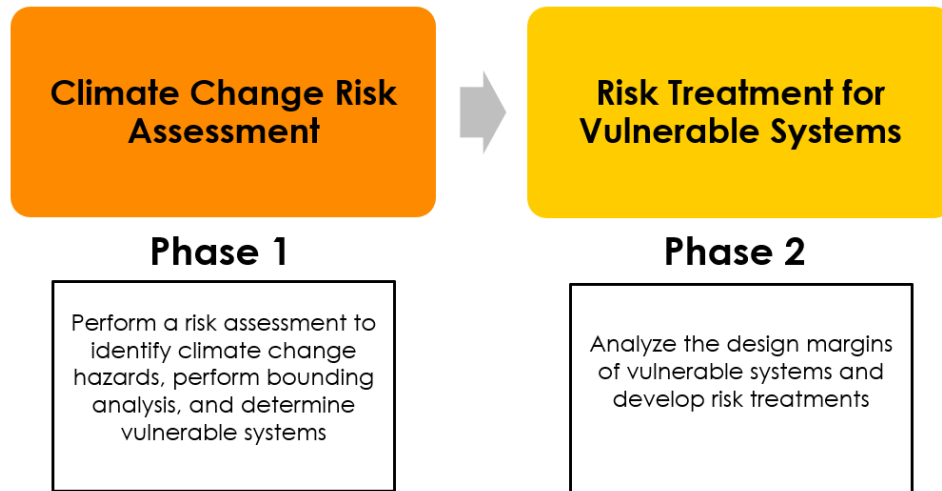 Climate Change Risk
Assessment
Risk Treatment for
Vulnerable Systems
Phase 1
Phase 2
Perform a risk assessment to
identify climate change
hazards, perform bounding
analysis, and determine
vulnerable systems
Analyze the design margins
of vulnerable systems and
develop risk treatments